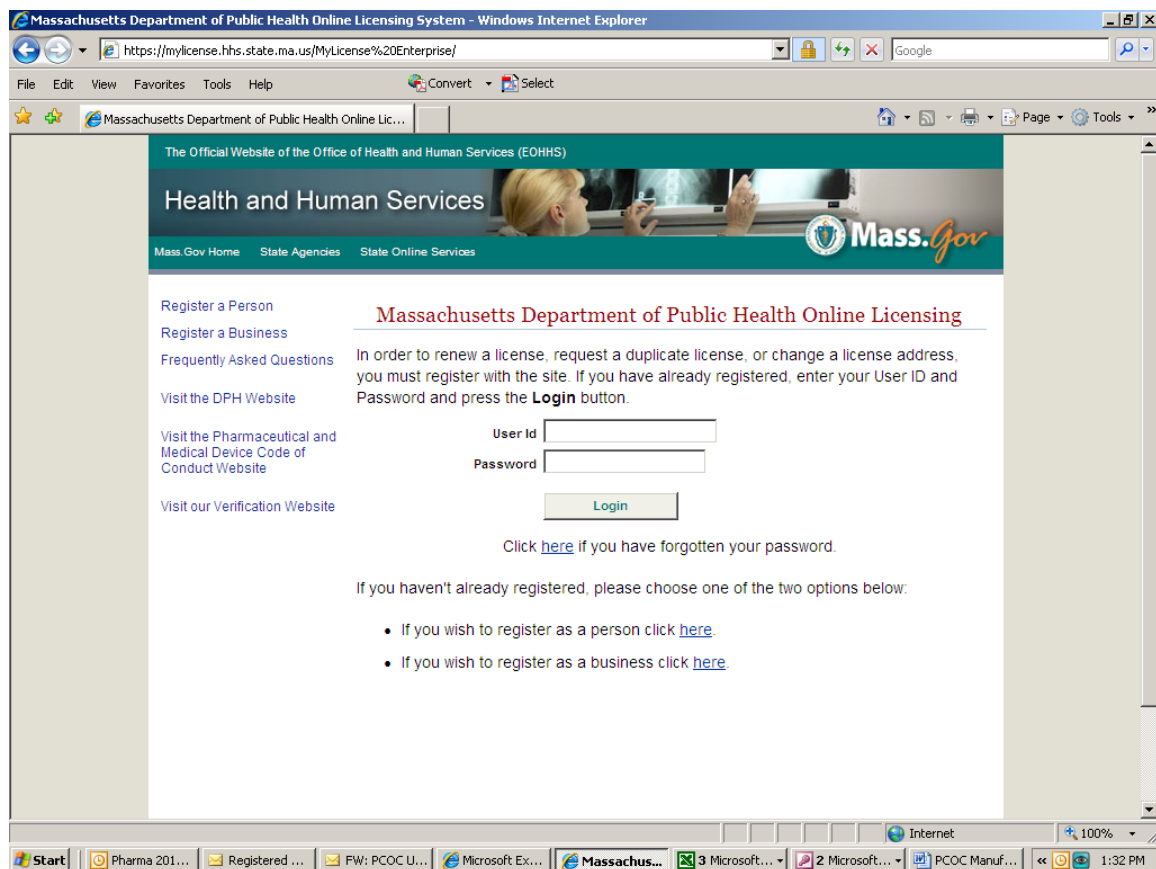 Massachusetts Department of Public Health Online Licensing System - Windows Internet Explorer
https://mylicense.hhs.state.ma.us/MyLicense%20Enterprise/
Google
File Edit View Favorites Tools Help
Convert Select
Massachusetts Department of Public Health Online Lic...
Page Tools »
The Official Website of the Office of Health and Human Services (EOHHS)
Health and Human Services
Mass.Gov
Mass.Gov Home State Agencies State Online Services
Register a Person
Register a Business
Frequently Asked Questions
Visit the DPH Website
Visit the Pharmaceutical and
Medical Device Code of
Conduct Website
Visit our Verification Website
Massachusetts Department of Public Health Online Licensing
In order to renew a license, request a duplicate license, or change a license address,
you must register with the site. If you have already registered, enter your User ID and
Password and press the Login button.
User Id
Password
Login
Click here if you have forgotten your password.
If you haven't already registered, please choose one of the two options below:
• If you wish to register as a person click here.
• If you wish to register as a business click here.
Internet 100%
Start Pharma 201... Registered ... FW: PCOC U... Microsoft Ex... Massachus... 3 Microsoft... 2 Microsoft... PCOC Manuf... « 1:32 PM